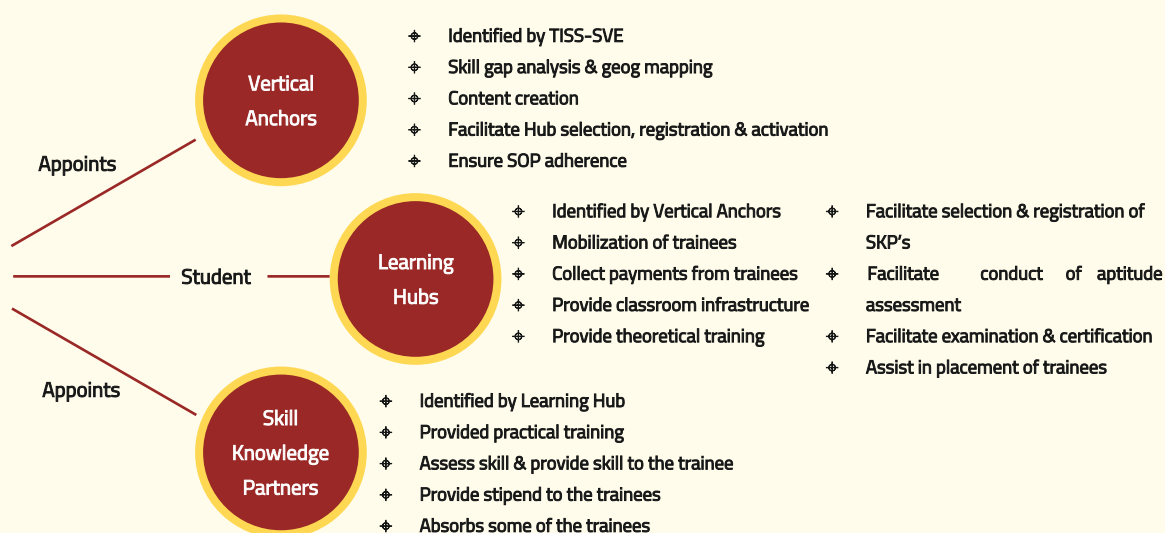 Appoints
Vertical
Anchors
Identified by TISS-SVE
Skill gap analysis & geog mapping
Content creation
Facilitate Hub selection, registration & activation
Ensure SOP adherence
Student
Learning
Hubs
Identified by Vertical Anchors
Mobilization of trainees
Collect payments from trainees
Provide classroom infrastructure
Provide theoretical training
Facilitate selection & registration of
SKP's
Facilitate conduct of aptitude
assessment
Facilitate examination & certification
Assist in placement of trainees
Appoints
Skill
Knowledge
Partners
Identified by Learning Hub
Provided practical training
Assess skill & provide skill to the trainee
Provide stipend to the trainees
Absorbs some of the trainees